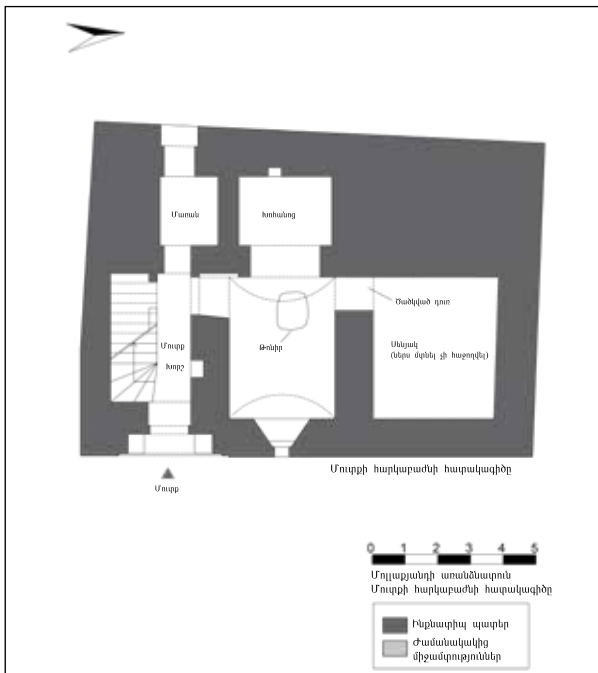 Մառան
Խոհանոց
Ծածկված դուռ
Թոնիր
Սենյակ
(ներս մտնել չի հաջողվել)
Մուտք
Խորշ
Մուտքի հարկաբաժնի հատակագիծը
Մուտք
0 1 2 3 4 5
Մոլլաքյանդի առանձնատուն
Մուտքի հարկաբաժնի հատակագիծը
Ինքնատիպ պատեր
Ժամանակակից
միջամտություններ